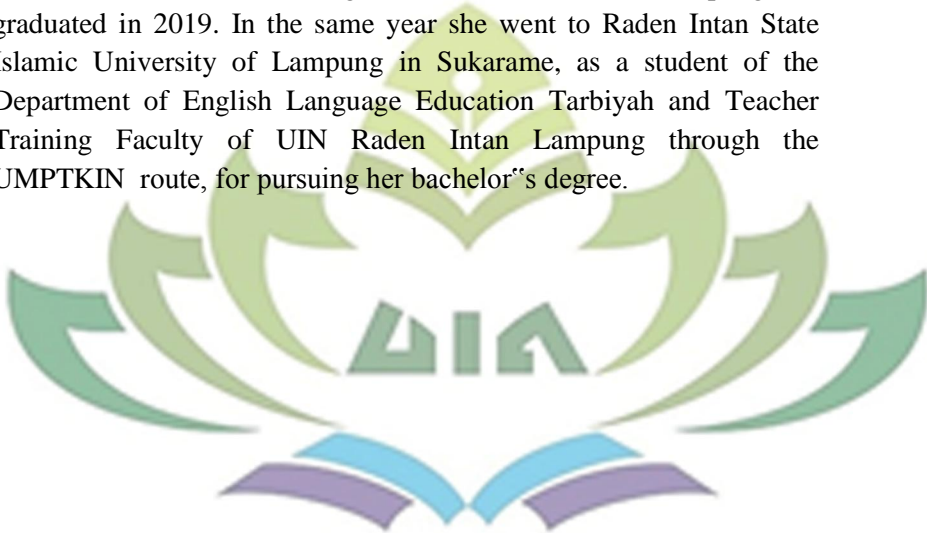 graduated in 2019. In the same year she went to Raden Intan State
Islamic University of Lampung in Sukarame, as a student of the
Department of English Language Education Tarbiyah and Teacher
Training Faculty of UIN Raden Intan Lampung through the
UMPTKIN route, for pursuing her bachelor‟s degree.
UIN